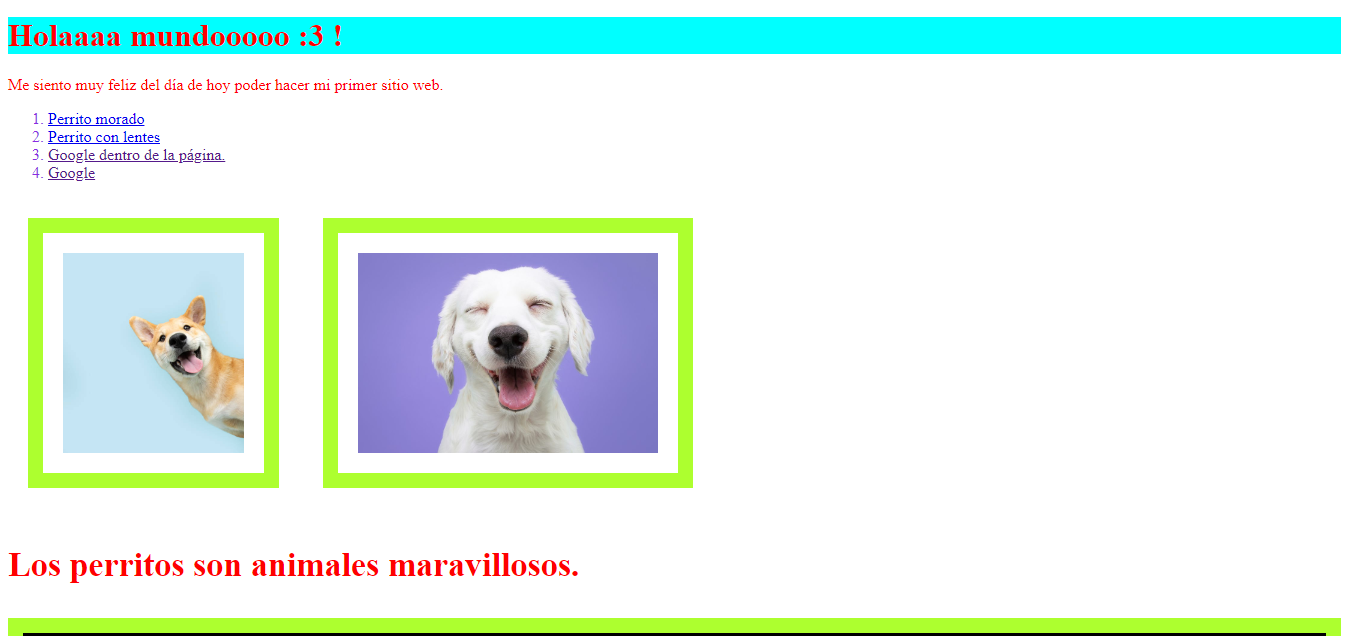 Holaaaa mundooooo :3 !
Me siento muy feliz del día de hoy poder hacer mi primer sitio web.
1. Perrito morado
2. Perrito con lentes
3. Google dentro de la página.
4. Google
Los perritos son animales maravillosos.